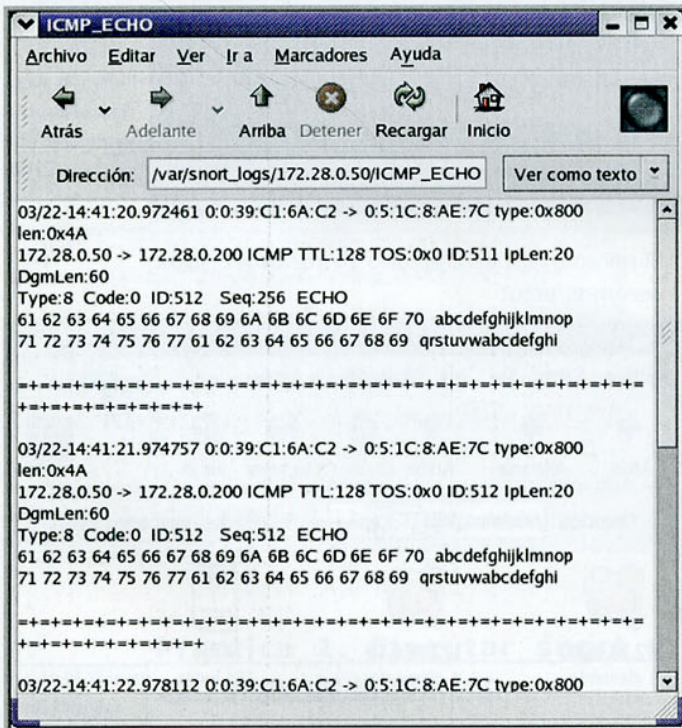 ICMP_ECHO
Archivo Editar Ver Ir a Marcadores Ayuda
Atrás Adelante Arriba Detener Recargar Inicio
Dirección: /var/snort_logs/172.28.0.50/ICMP_ECHO Ver como texto
03/22-14:41:20.972461 0:0:39:C1:6A:C2 -> 0:5:1C:8:AE:7C type:0x800
len:0x4A
172.28.0.50 -> 172.28.0.200 ICMP TTL:128 TOS:0x0 ID:511 IpLen:20
DgmLen:60
Type:8 Code:0 ID:512 Seq:256 ECHO
61 62 63 64 65 66 67 68 69 6A 6B 6C 6D 6E 6F 70 abcdefghijklmnop
71 72 73 74 75 76 77 61 62 63 64 65 66 67 68 69 qrstuvwabcdefghi
=+=+=+=+=+=+=+=+=+=+=+=+=+=+=+=+=+=+=+=+=+=+=+=+=+=+=
+=+=+=+=+=+=+=+=+
03/22-14:41:21.974757 0:0:39:C1:6A:C2 -> 0:5:1C:8:AE:7C type:0x800
len:0x4A
172.28.0.50 -> 172.28.0.200 ICMP TTL:128 TOS:0x0 ID:512 IpLen:20
DgmLen:60
Type:8 Code:0 ID:512 Seq:512 ECHO
61 62 63 64 65 66 67 68 69 6A 6B 6C 6D 6E 6F 70 abcdefghijklmnop
71 72 73 74 75 76 77 61 62 63 64 65 66 67 68 69 qrstuvwabcdefghi
=+=+=+=+=+=+=+=+=+=+=+=+=+=+=+=+=+=+=+=+=+=+=+=+=+=+=
+=+=+=+=+=+=+=+=+
03/22-14:41:22.978112 0:0:39:C1:6A:C2 -> 0:5:1C:8:AE:7C type:0x800